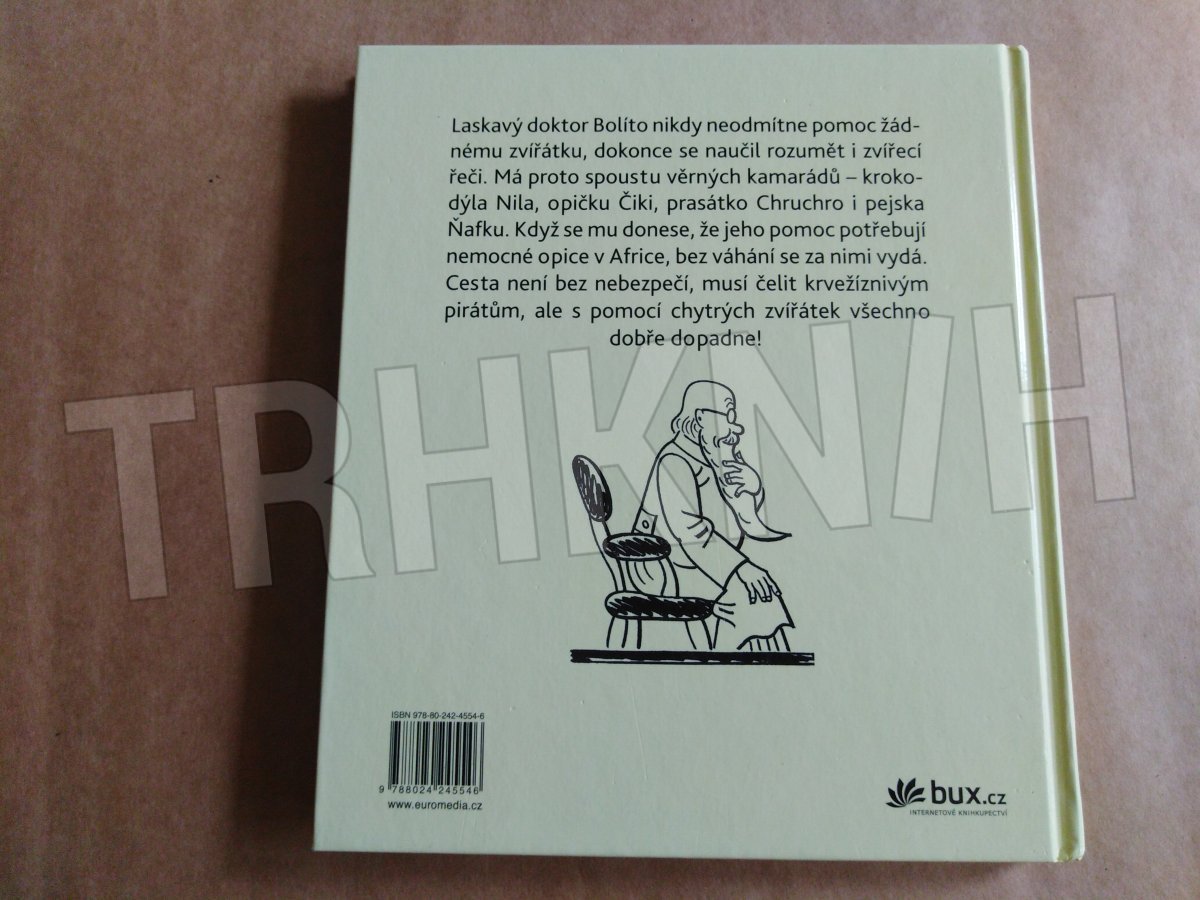 Laskavý doktor Bolíto nikdy neodmítne pomoc žád-
nému zvířátku, dokonce se naučil rozumět i zvířecí
řeči. Má proto spoustu věrných kamarádů – kroko-
dýla Nila, opičku Čiki, prasátko Chruchro i pejska
Ňafku. Když se mu donese, že jeho pomoc potřebují
nemocné opice v Africe, bez váhání se za nimi vydá.
Cesta není bez nebezpečí, musí čelit krvežíznivým
pirátům, ale s pomocí chytrých zvířátek všechno
dobře dopadne!
TRHKNIH
ISBN 978-80-242-4554-6
9 788024 245546
www.euromedia.cz
bux.cz
INTERNETOVÉ KNIHKUPECTVÍ